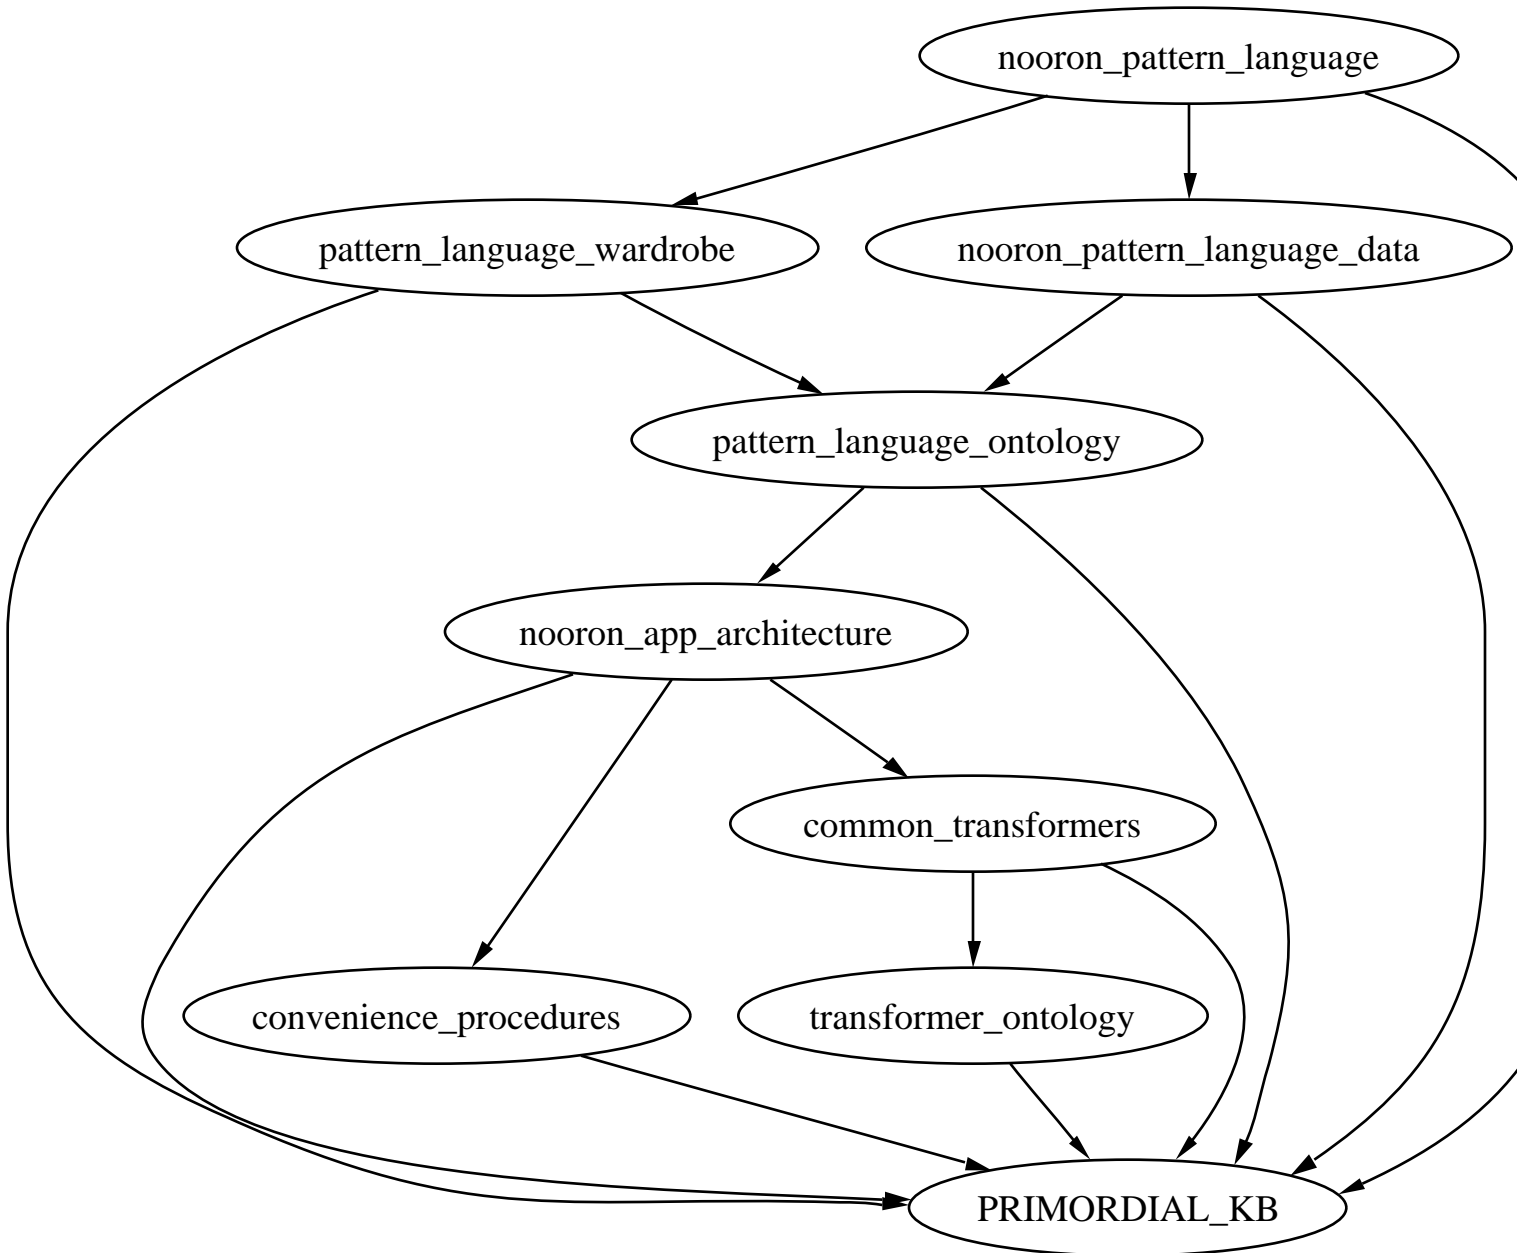 nooron_pattern_language
pattern_language_wardrobe
nooron_pattern_language_data
pattern_language_ontology
nooron_app_architecture
common_transformers
convenience_procedures
transformer_ontology
PRIMORDIAL_KB